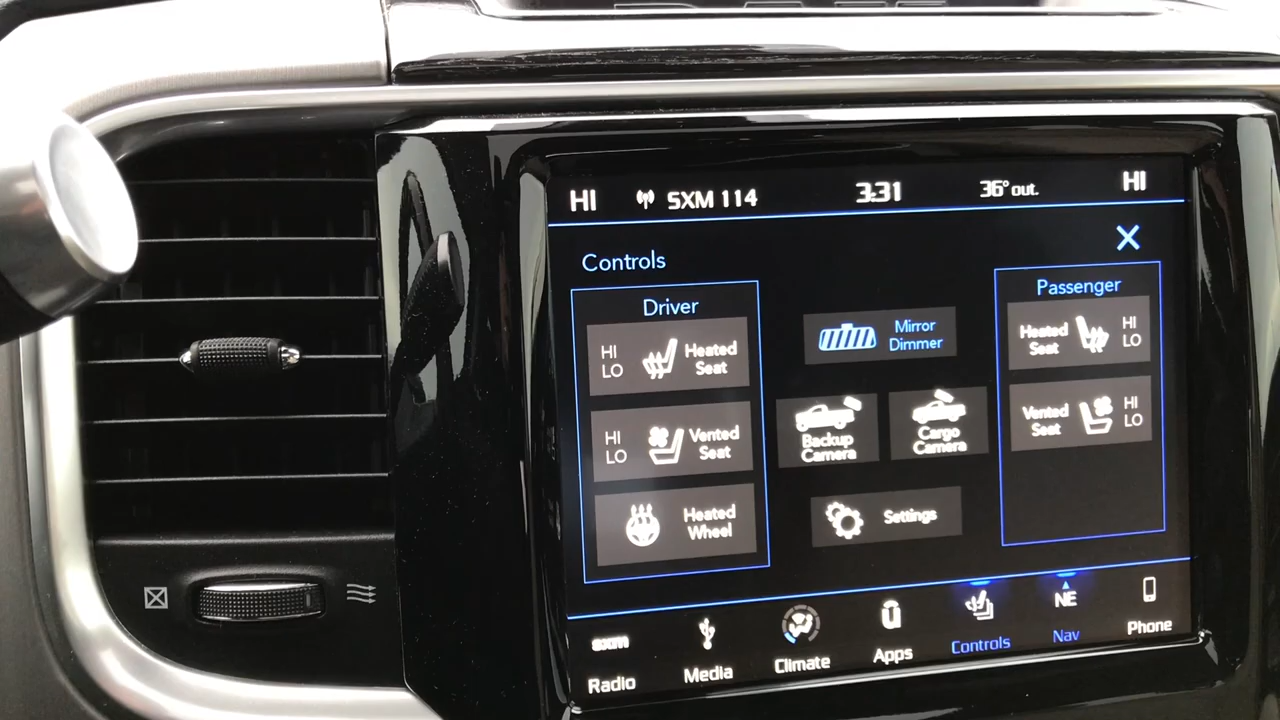 HI SXM 114 3:31 36° out. HI
Controls
Driver
HI
LO
Heated
Seat
HI
LO
Vented
Seat
Heated
Wheel
Mirror
Dimmer
Backup
Camera
Cargo
Camera
Settings
Passenger
Heated
Seat
HI
LO
Vented
Seat
HI
LO
sxm
NE
Radio Media Climate Apps Controls Nav Phone